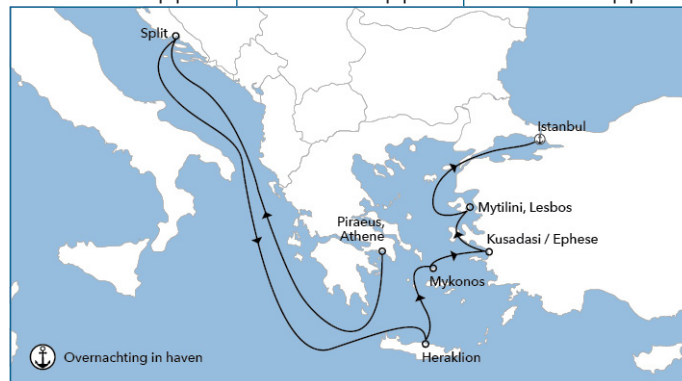 Split
Istanbul
Mytilini, Lesbos
Piraeus,
Athene
Kusadasi / Ephese
Mykonos
Heraklion
Overnachting in haven